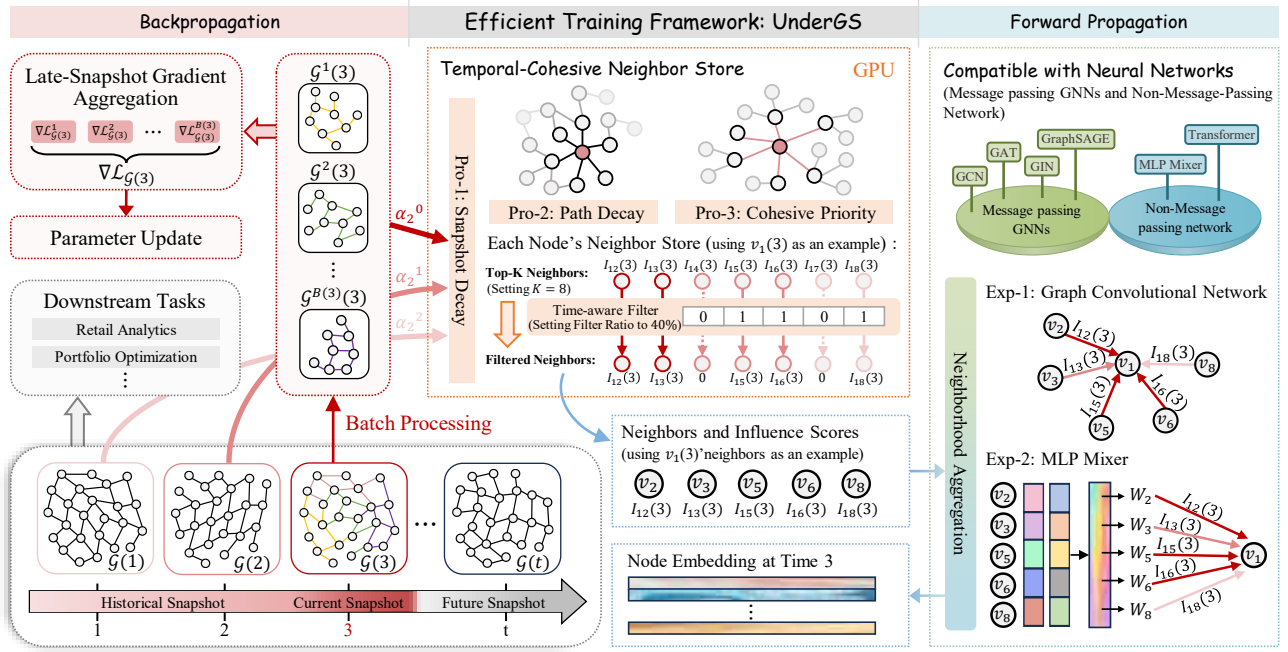 Backpropagation
Efficient Training Framework: UnderGS
Forward Propagation
Late-Snapshot Gradient
Aggregation
∇ℒ¹_𝒢(3) ∇ℒ²_𝒢(3) ⋯ ∇ℒ^B(3)_𝒢(3)
∇ℒ_𝒢(3)
Parameter Update
Downstream Tasks
Retail Analytics
Portfolio Optimization
⋮
𝒢¹(3)
𝒢²(3)
⋮
𝒢^B(3)(3)
Batch Processing
α₂⁰
α₂¹
α₂²
𝒢(1)
𝒢(2)
𝒢(3)
⋯
𝒢(t)
Historical Snapshot
Current Snapshot
Future Snapshot
1
2
3
t
Temporal-Cohesive Neighbor Store
GPU
Pro-1: Snapshot
Decay
Pro-2: Path Decay
Pro-3: Cohesive Priority
Each Node's Neighbor Store (using v₁(3) as an example) :
I₁₂(3) I₁₃(3) I₁₄(3) I₁₅(3) I₁₆(3) I₁₇(3) I₁₈(3)
Top-K Neighbors:
(Setting K = 8)
Time-aware Filter
(Setting Filter Ratio to 40%)
0 1 1 0 1
Filtered Neighbors:
I₁₂(3) I₁₃(3) 0 I₁₅(3) I₁₆(3) 0 I₁₈(3)
Neighbors and Influence Scores
(using v₁(3)'neighbors as an example)
v₂ v₃ v₅ v₆ v₈
I₁₂(3) I₁₃(3) I₁₅(3) I₁₆(3) I₁₈(3)
Node Embedding at Time 3
⋮
Compatible with Neural Networks
(Message passing GNNs and Non-Message-Passing
Network)
GCN
GAT
GIN
GraphSAGE
MLP Mixer
Transformer
Message passing
GNNs
Non-Message
passing network
Neighborhood Aggregation
Exp-1: Graph Convolutional Network
v₂
I₁₂(3)
v₃
I₁₃(3)
v₁
I₁₈(3)
v₈
I₁₅(3)
v₅
I₁₆(3)
v₆
Exp-2: MLP Mixer
v₂
v₃
v₅
v₆
v₈
W₂
W₃
W₅
W₆
W₈
I₁₂(3)
I₁₃(3)
I₁₅(3)
I₁₆(3)
I₁₈(3)
v₁